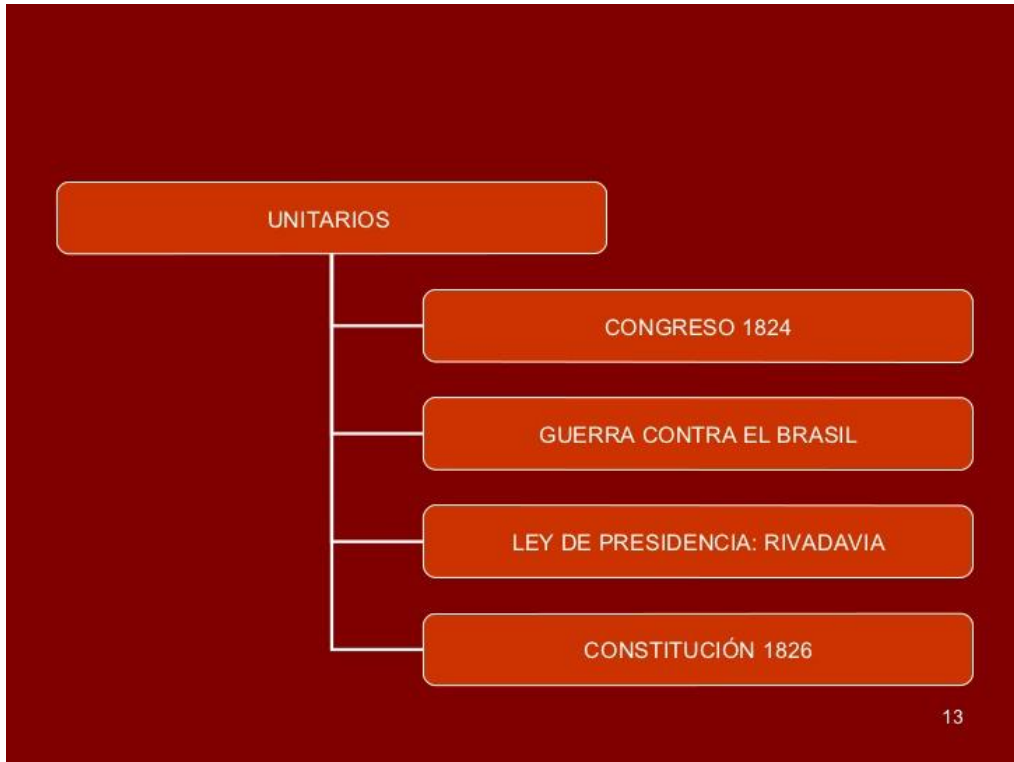 UNITARIOS
CONGRESO 1824
GUERRA CONTRA EL BRASIL
LEY DE PRESIDENCIA: RIVADAVIA
CONSTITUCIÓN 1826
13